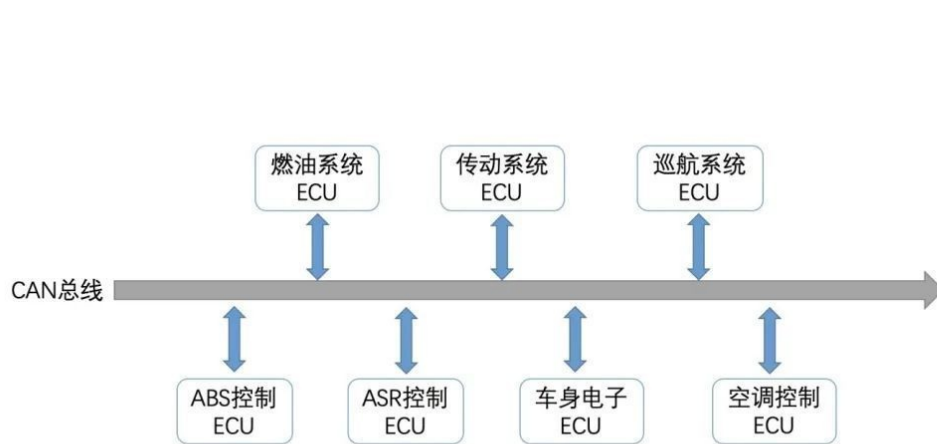 燃油系统
ECU
传动系统
ECU
巡航系统
ECU
CAN总线
ABS控制
ECU
ASR控制
ECU
车身电子
ECU
空调控制
ECU